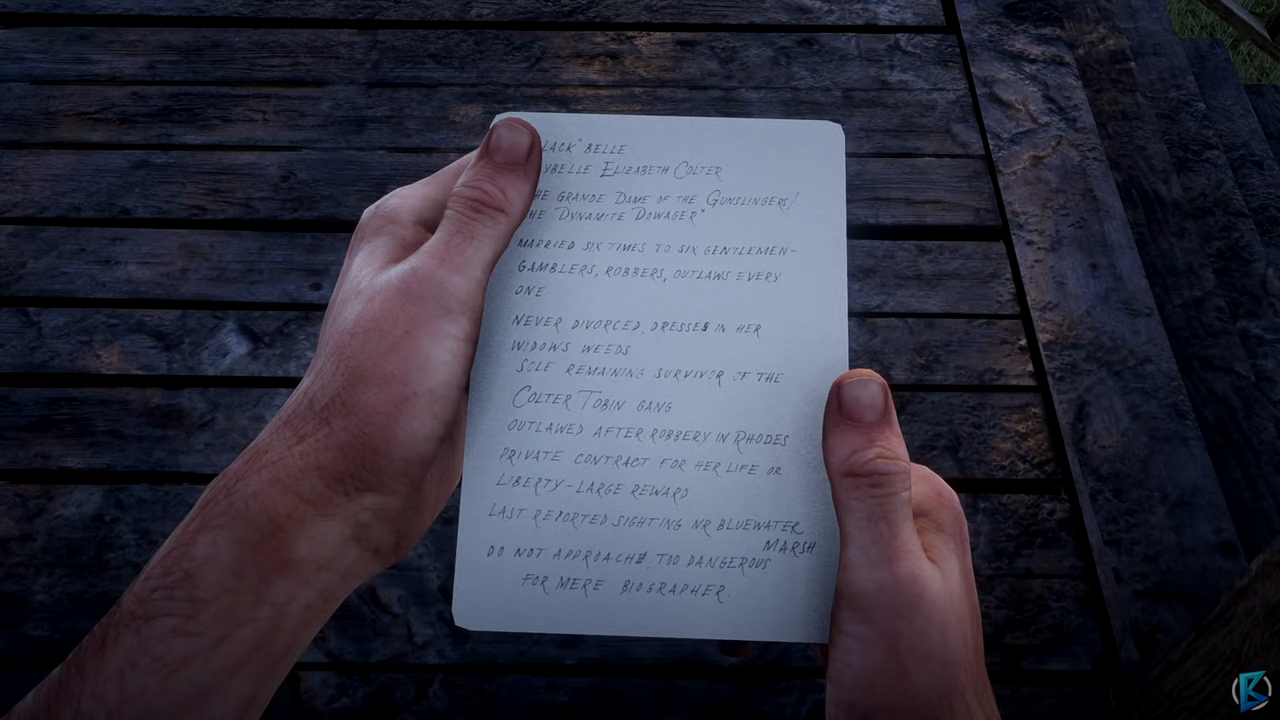 LACK" BELLE
YBELLE ELIZABETH COLTER
HE GRANDE DAME OF THE GUNSLINGERS/
HE "DYNAMITE DOWAGER"
MARRIED SIX TIMES TO SIX GENTLEMEN-
GAMBLERS, ROBBERS, OUTLAWS EVERY
ONE
NEVER DIVORCED, DRESSES IN HER
WIDOWS WEEDS
SOLE REMAINING SURVIVOR OF THE
COLTER TOBIN GANG
OUTLAWED AFTER ROBBERY IN RHODES
PRIVATE CONTRACT FOR HER LIFE OR
LIBERTY-LARGE REWARD
LAST REPORTED SIGHTING NR BLUEWATER
MARSH
DO NOT APPROACH, TOO DANGEROUS
FOR MERE BIOGRAPHER.